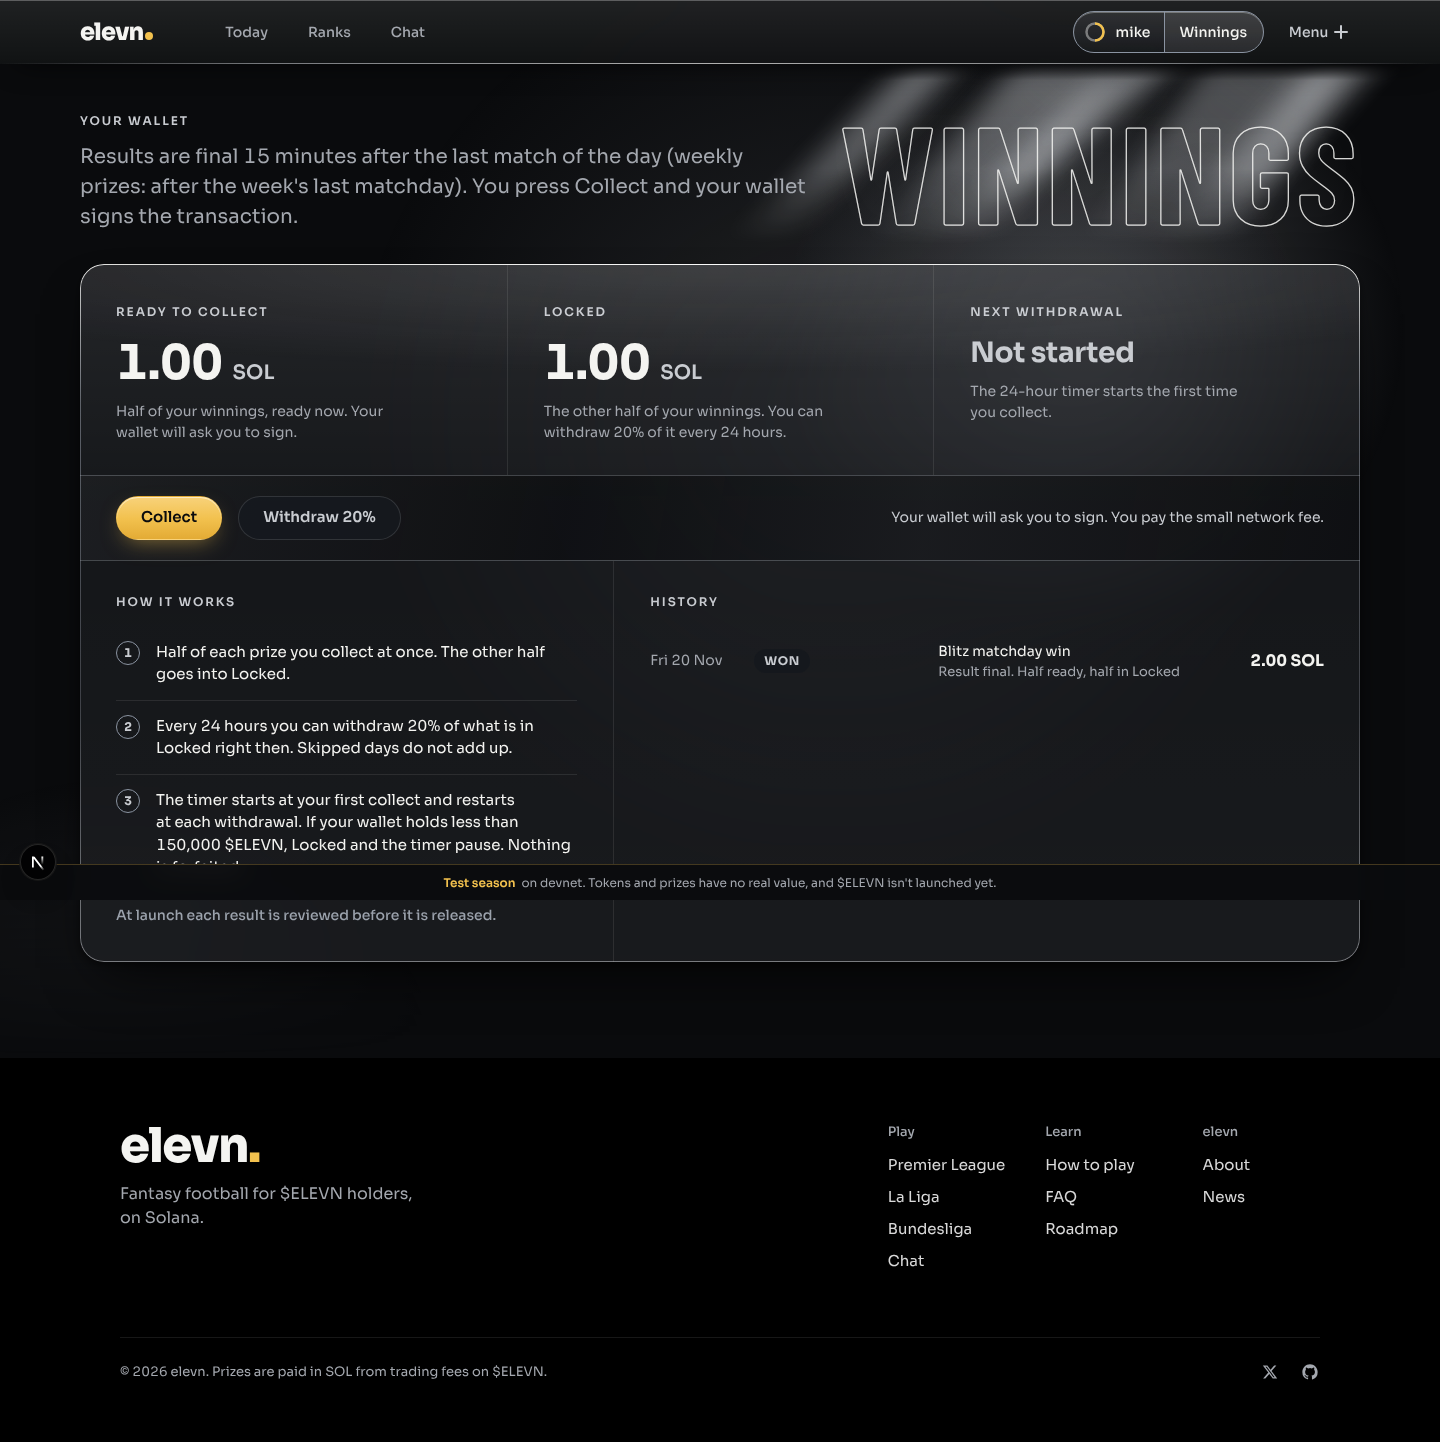 elevn.
Today
Ranks
Chat
mike
Winnings
Menu
YOUR WALLET
Results are final 15 minutes after the last match of the day (weekly
prizes: after the week's last matchday). You press Collect and your wallet
signs the transaction.
WINNINGS
READY TO COLLECT
1.00 SOL
Half of your winnings, ready now. Your
wallet will ask you to sign.
LOCKED
1.00 SOL
The other half of your winnings. You can
withdraw 20% of it every 24 hours.
NEXT WITHDRAWAL
Not started
The 24-hour timer starts the first time
you collect.
Collect
Withdraw 20%
Your wallet will ask you to sign. You pay the small network fee.
HOW IT WORKS
1
Half of each prize you collect at once. The other half
goes into Locked.
2
Every 24 hours you can withdraw 20% of what is in
Locked right then. Skipped days do not add up.
3
The timer starts at your first collect and restarts
at each withdrawal. If your wallet holds less than
150,000 $ELEVN, Locked and the timer pause. Nothing
HISTORY
Fri 20 Nov
WON
Blitz matchday win
Result final. Half ready, half in Locked
2.00 SOL
N
Test season on devnet. Tokens and prizes have no real value, and $ELEVN isn't launched yet.
At launch each result is reviewed before it is released.
elevn.
Fantasy football for $ELEVN holders,
on Solana.
Play
Premier League
La Liga
Bundesliga
Chat
Learn
How to play
FAQ
Roadmap
elevn
About
News
© 2026 elevn. Prizes are paid in SOL from trading fees on $ELEVN.